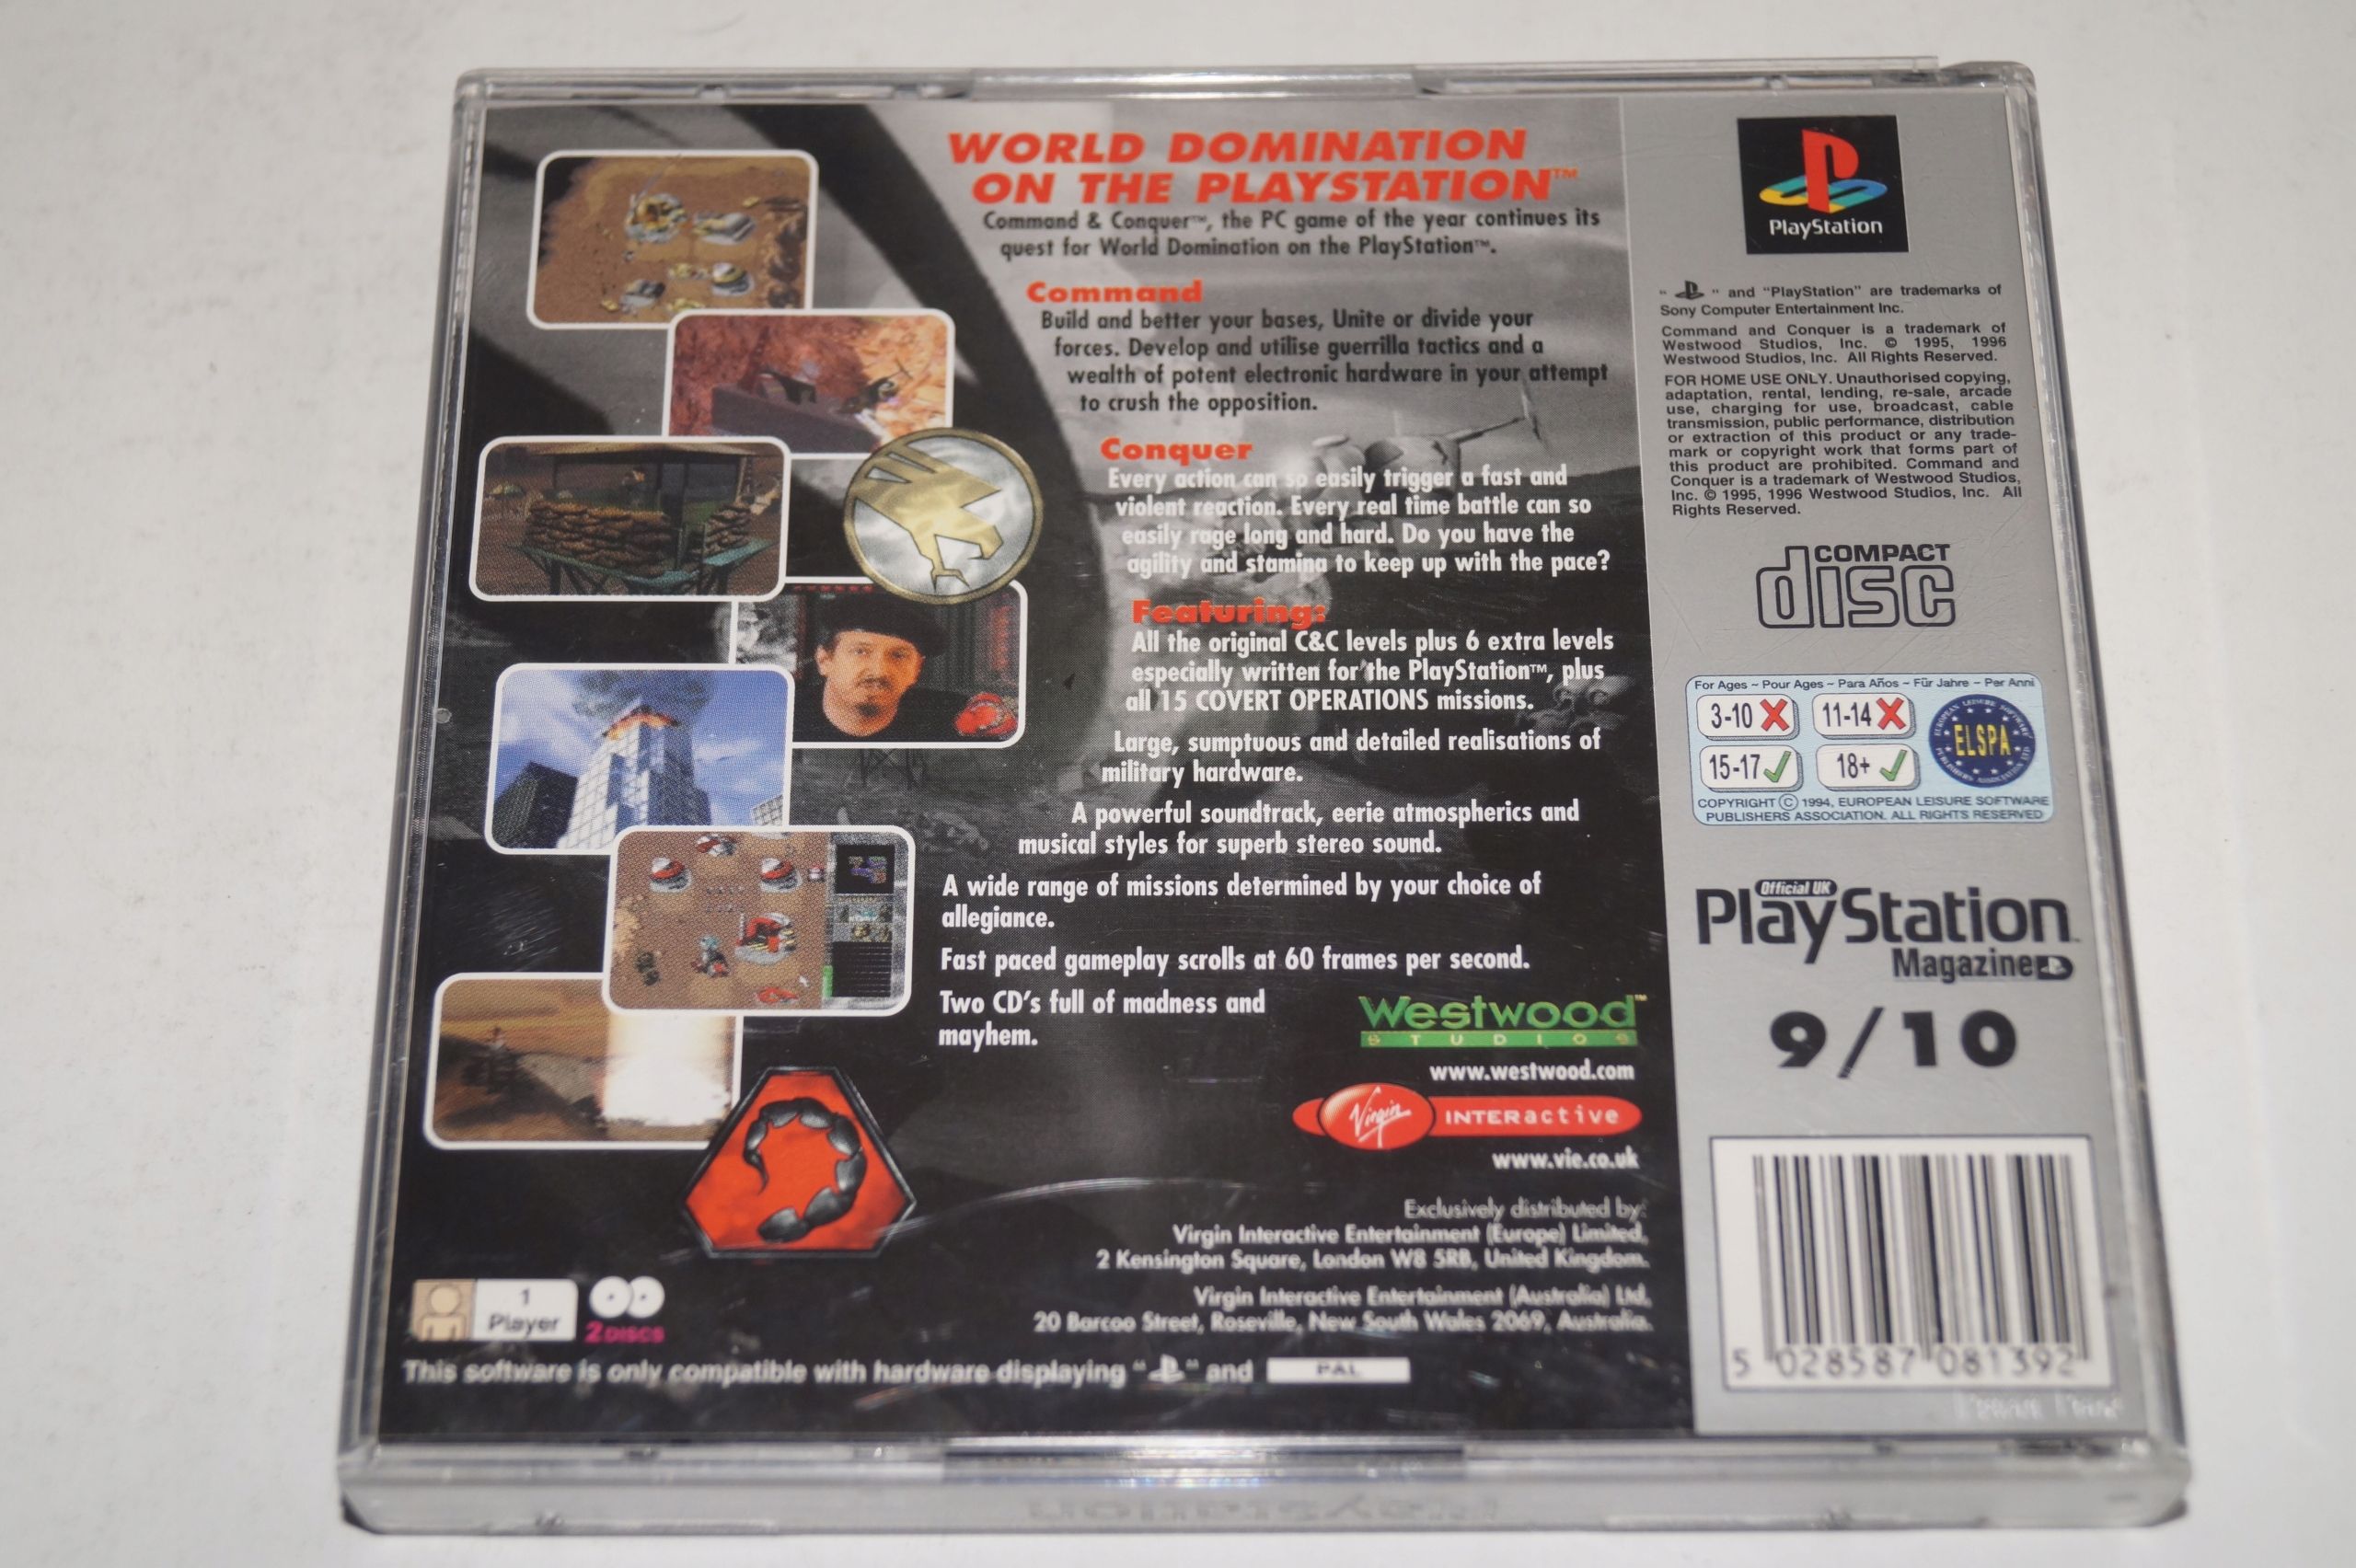 WORLD DOMINATION
ON THE PLAYSTATION™
Command & Conquer™, the PC game of the year continues its
quest for World Domination on the PlayStation™.
Command
Build and better your bases, Unite or divide your
forces. Develop and utilise guerrilla tactics and a
wealth of potent electronic hardware in your attempt
to crush the opposition.
Conquer
Every action can so easily trigger a fast and
violent reaction. Every real time battle can so
easily rage long and hard. Do you have the
agility and stamina to keep up with the pace?
Featuring:
All the original C&C levels plus 6 extra levels
especially written for the PlayStation™, plus
all 15 COVERT OPERATIONS missions.
Large, sumptuous and detailed realisations of
military hardware.
A powerful soundtrack, eerie atmospherics and
musical styles for superb stereo sound.
A wide range of missions determined by your choice of
allegiance.
Fast paced gameplay scrolls at 60 frames per second.
Two CD's full of madness and
mayhem.
Westwood™
STUDIOS
www.westwood.com
Virgin INTERactive
www.vie.co.uk
Exclusively distributed by:
Virgin Interactive Entertainment (Europe) Limited,
2 Kensington Square, London W8 5RB, United Kingdom.
Virgin Interactive Entertainment (Australia) Ltd,
20 Barcoo Street, Roseville, New South Wales 2069, Australia.
1
Player
2 DISCS
This software is only compatible with hardware displaying " " and PAL
PlayStation
" " and "PlayStation" are trademarks of
Sony Computer Entertainment Inc.
Command and Conquer is a trademark of
Westwood Studios, Inc. © 1995, 1996
Westwood Studios, Inc. All Rights Reserved.
FOR HOME USE ONLY. Unauthorised copying,
adaptation, rental, lending, re-sale, arcade
use, charging for use, broadcast, cable
transmission, public performance, distribution
or extraction of this product or any trade-
mark or copyright work that forms part of
this product are prohibited. Command and
Conquer is a trademark of Westwood Studios,
Inc. © 1995, 1996 Westwood Studios, Inc. All
Rights Reserved.
COMPACT
disc
For Ages ~ Pour Ages ~ Para Años ~ Für Jahre ~ Per Anni
3-10 11-14
15-17 18+
ELSPA
COPYRIGHT © 1994, EUROPEAN LEISURE SOFTWARE
PUBLISHERS ASSOCIATION. ALL RIGHTS RESERVED
Official UK
PlayStation
Magazine
9/10
5 028587 081392